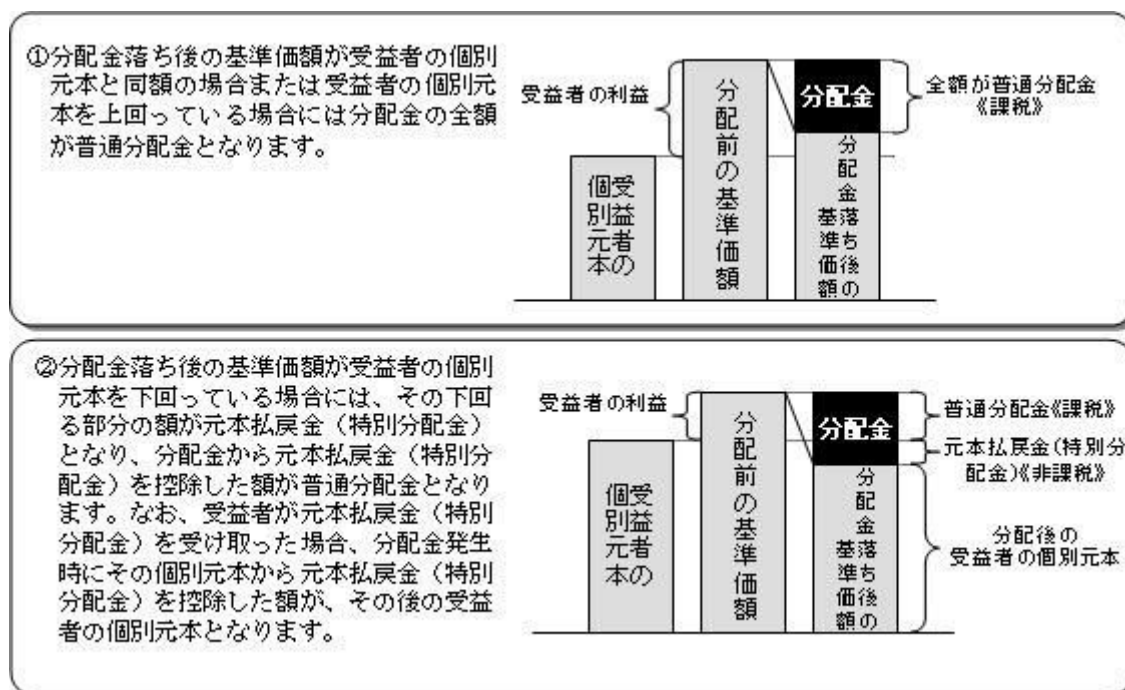 ①分配金落ち後の基準価額が受益者の個別
元本と同額の場合または受益者の個別元
本を上回っている場合には分配金の全額
が普通分配金となります。
受益者の利益
受益者の
個別元本
分配前の基準価額
分配金
分配金落ち後の
基準価額
全額が普通分配金
《課税》
②分配金落ち後の基準価額が受益者の個別
元本を下回っている場合には、その下回
る部分の額が元本払戻金（特別分配金）
となり、分配金から元本払戻金（特別分
配金）を控除した額が普通分配金となり
ます。なお、受益者が元本払戻金（特別
分配金）を受け取った場合、分配金発生
時にその個別元本から元本払戻金（特別
分配金）を控除した額が、その後の受益
者の個別元本となります。
受益者の利益
受益者の
個別元本
分配前の基準価額
分配金
分配金落ち後の
基準価額
普通分配金《課税》
元本払戻金(特別分
配金)《非課税》
分配後の
受益者の個別元本